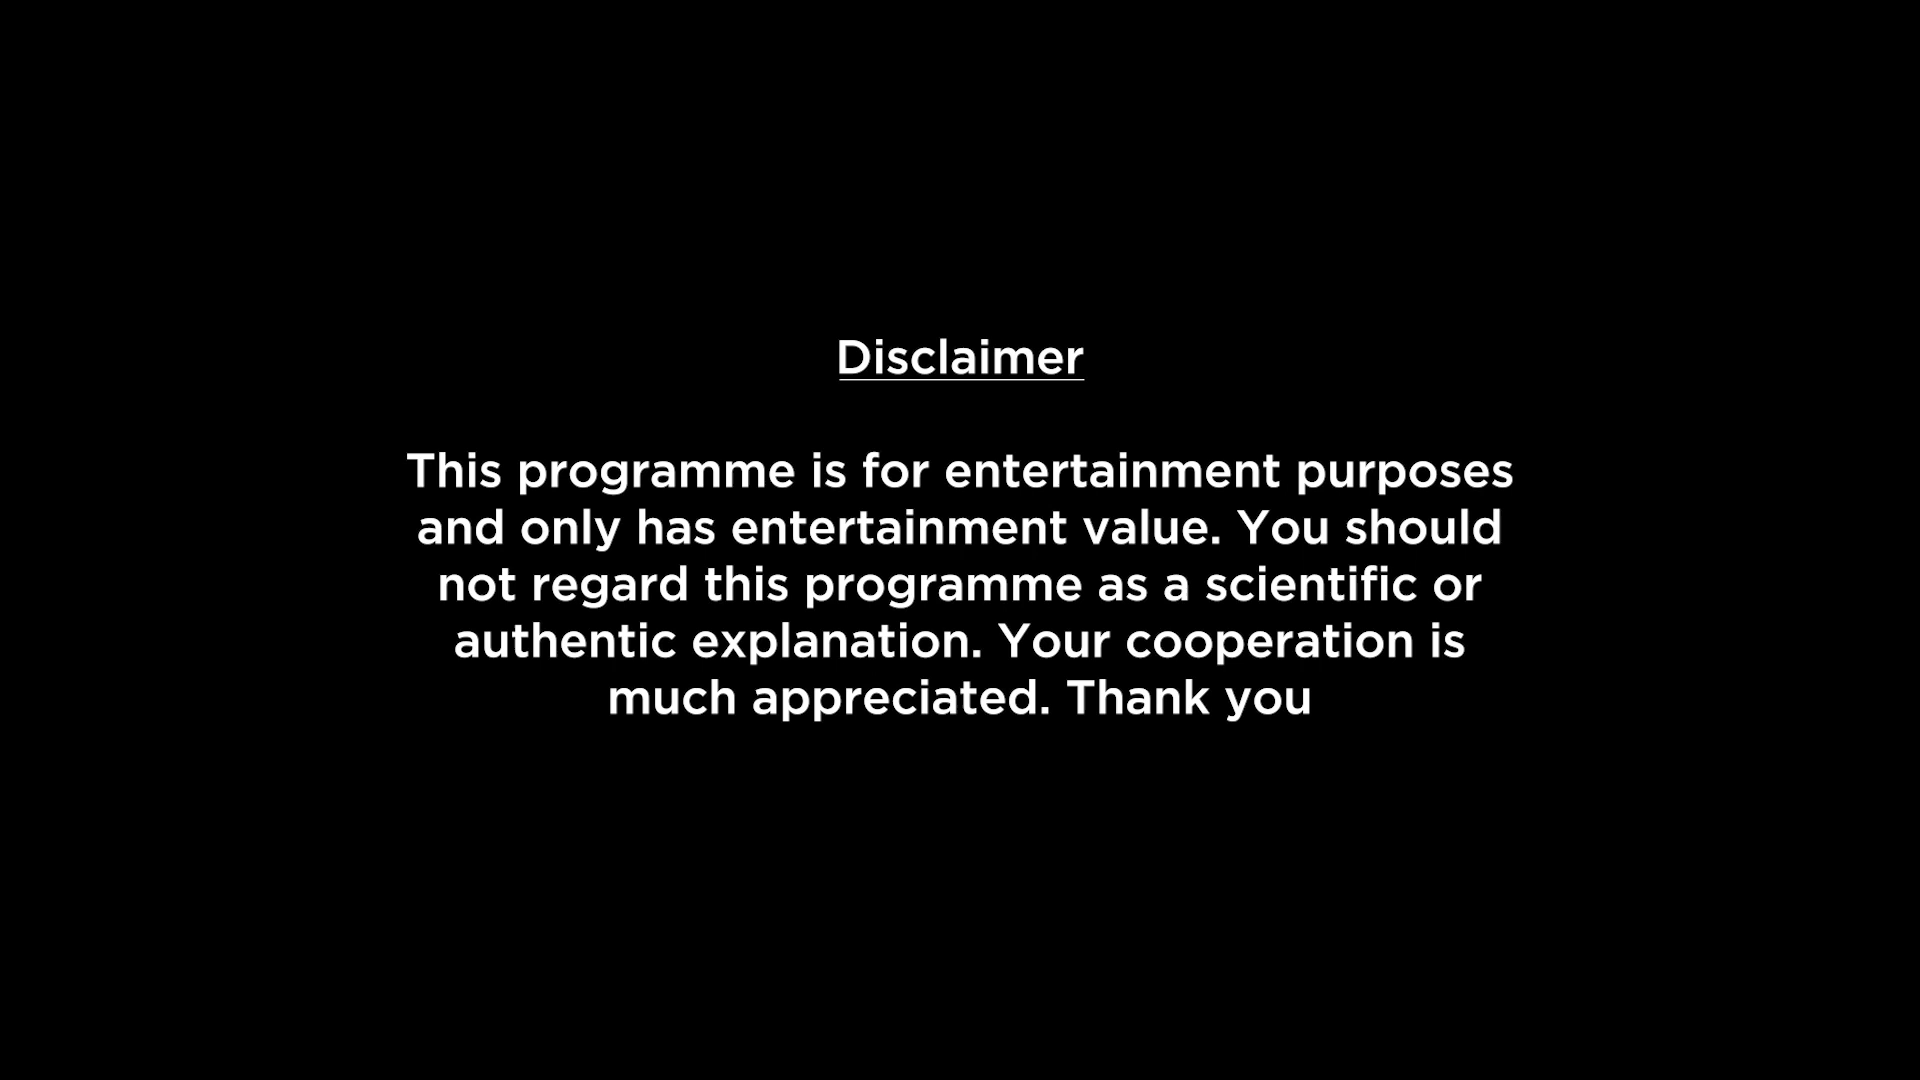 Disclaimer
This programme is for entertainment purposes
and only has entertainment value. You should
not regard this programme as a scientific or
authentic explanation. Your cooperation is
much appreciated. Thank you